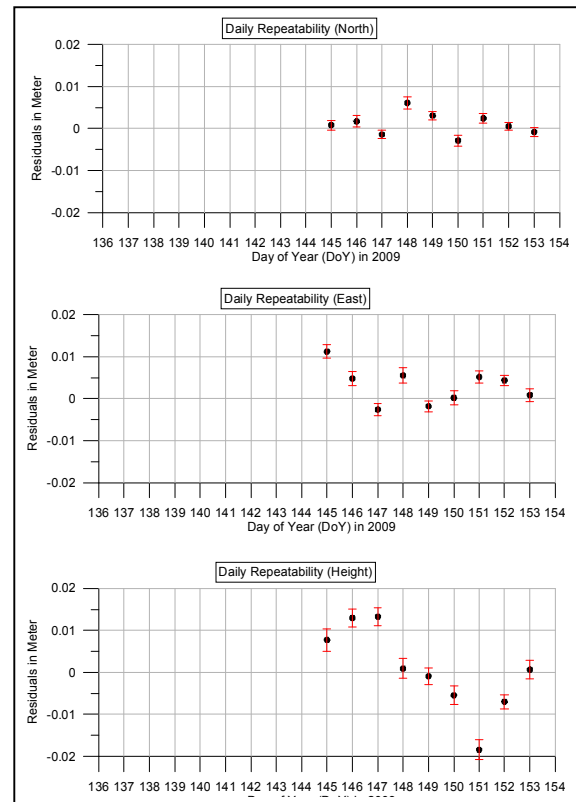 Daily Repeatability (North)
0.02
0.01
0
-0.01
-0.02
Residuals in Meter
136 137 138 139 140 141 142 143 144 145 146 147 148 149 150 151 152 153 154
Day of Year (DoY) in 2009
Daily Repeatability (East)
0.02
0.01
0
-0.01
-0.02
Residuals in Meter
136 137 138 139 140 141 142 143 144 145 146 147 148 149 150 151 152 153 154
Day of Year (DoY) in 2009
Daily Repeatability (Height)
0.02
0.01
0
-0.01
-0.02
Residuals in Meter
136 137 138 139 140 141 142 143 144 145 146 147 148 149 150 151 152 153 154
Day of Year (DoY) in 2009